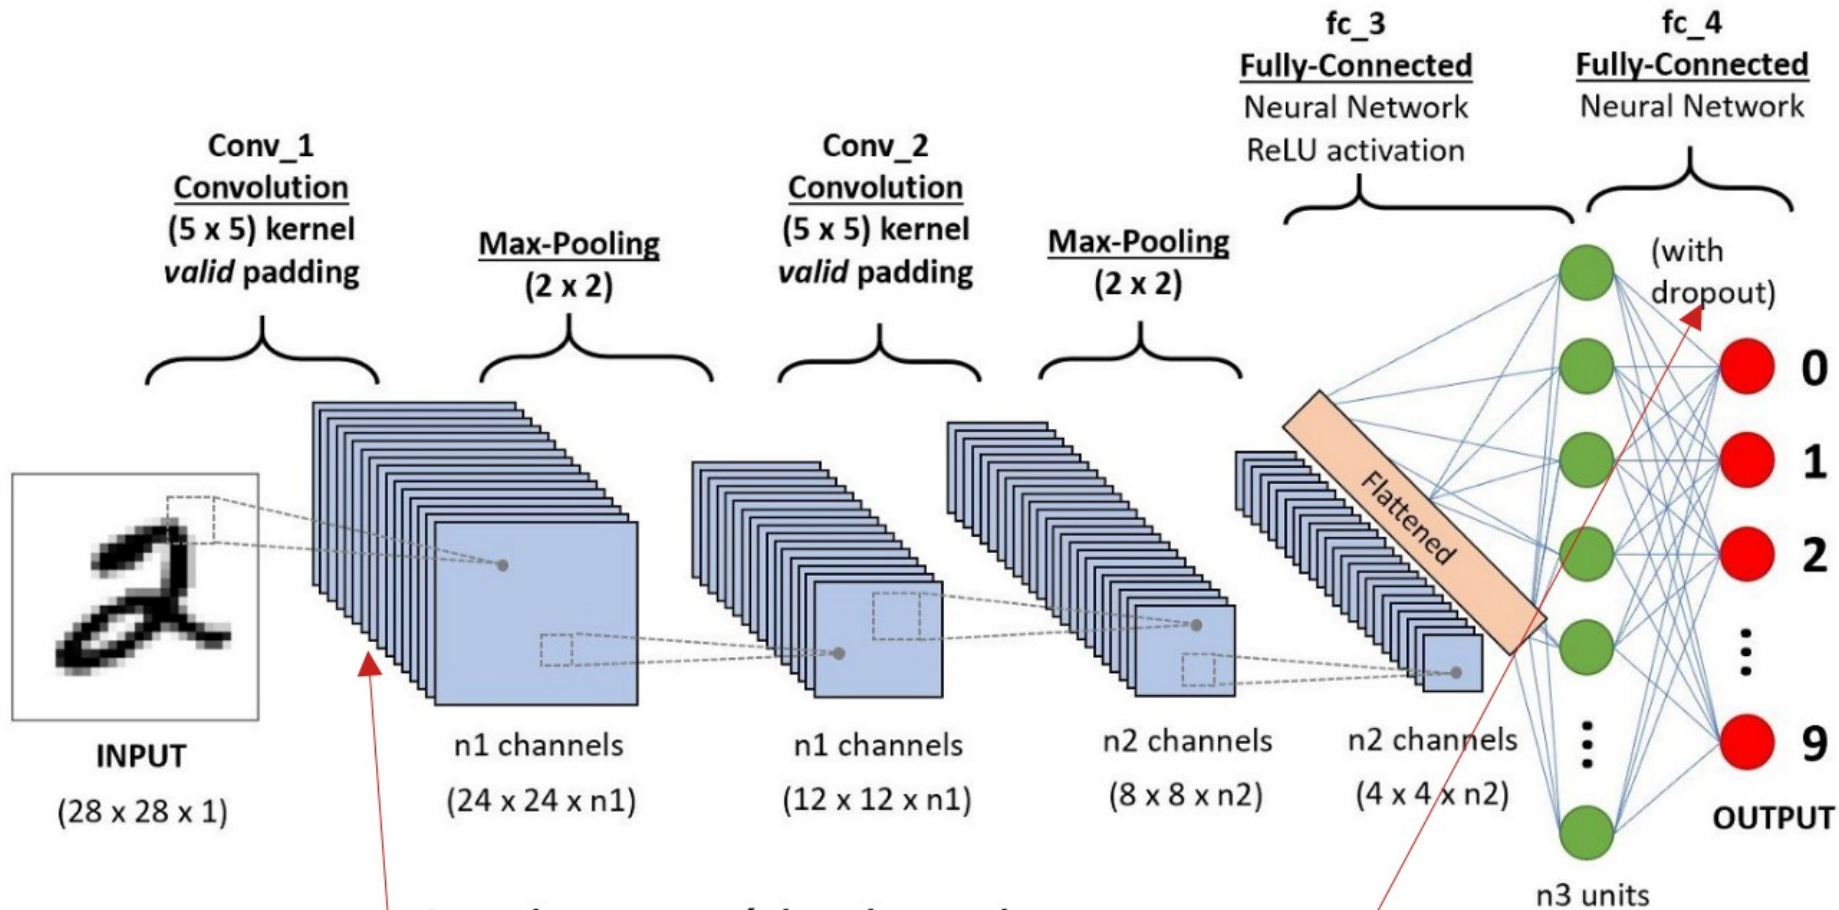 fc_3
Fully-Connected
Neural Network
ReLU activation
fc_4
Fully-Connected
Neural Network
Conv_1
Convolution
(5 x 5) kernel
valid padding
Max-Pooling
(2 x 2)
Conv_2
Convolution
(5 x 5) kernel
valid padding
Max-Pooling
(2 x 2)
(with
dropout)
Flattened
0
1
2
9
INPUT
(28 x 28 x 1)
n1 channels
(24 x 24 x n1)
n1 channels
(12 x 12 x n1)
n2 channels
(8 x 8 x n2)
n2 channels
(4 x 4 x n2)
OUTPUT
n3 units